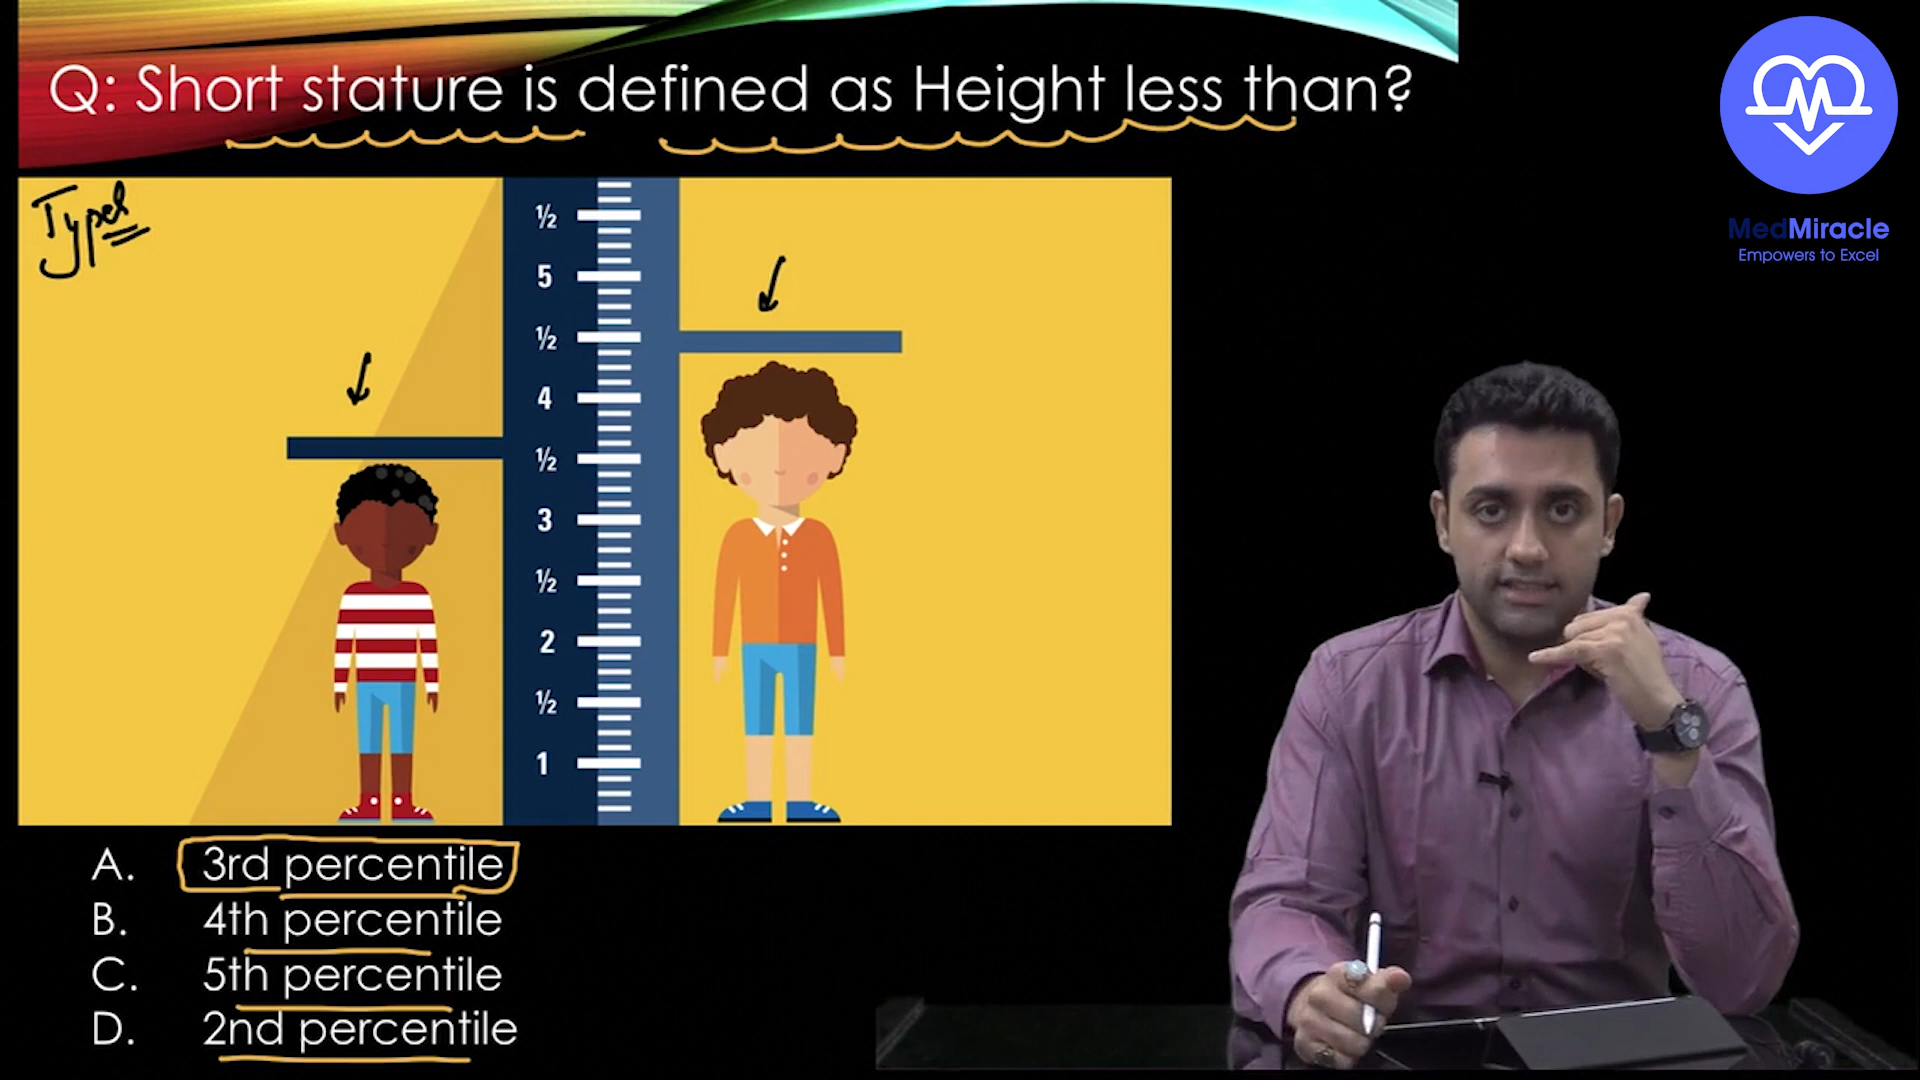 Q: Short stature is defined as Height less than?
MedMiracle
Empowers to Excel
Types
½
5
½
4
½
3
½
2
½
1
A. 3rd percentile
B. 4th percentile
C. 5th percentile
D. 2nd percentile